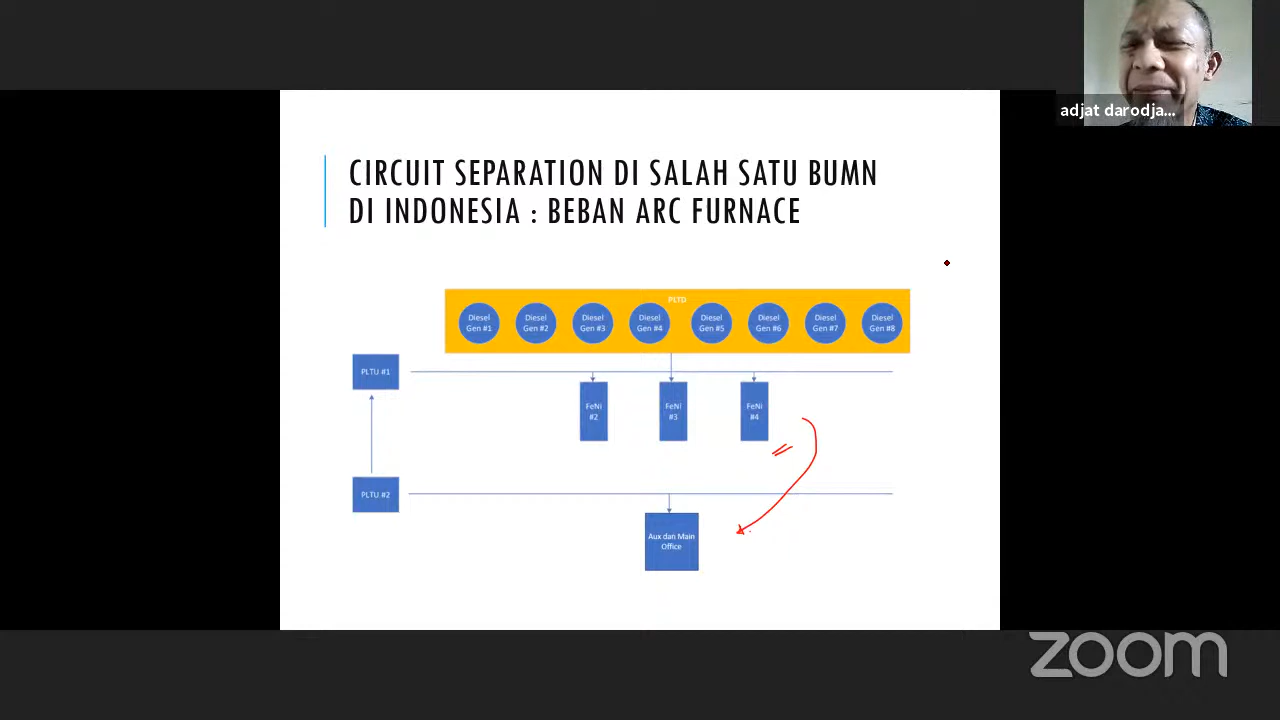 adjat darodja...
CIRCUIT SEPARATION DI SALAH SATU BUMN
DI INDONESIA : BEBAN ARC FURNACE
PLTD
Diesel
Gen #1
Diesel
Gen #2
Diesel
Gen #3
Diesel
Gen #4
Diesel
Gen #5
Diesel
Gen #6
Diesel
Gen #7
Diesel
Gen #8
PLTU #1
FeNi
#2
FeNi
#3
FeNi
#4
PLTU #2
Aux dan Main
Office
zoom